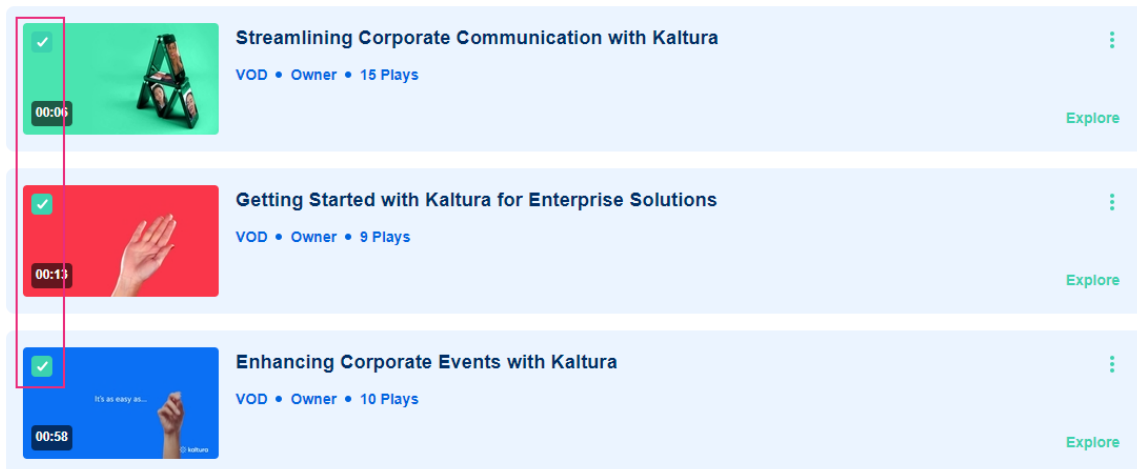 Streamlining Corporate Communication with Kaltura
VOD • Owner • 15 Plays
00:06
Explore
Getting Started with Kaltura for Enterprise Solutions
VOD • Owner • 9 Plays
00:13
Explore
Enhancing Corporate Events with Kaltura
VOD • Owner • 10 Plays
It's as easy as...
00:58
kaltura
Explore